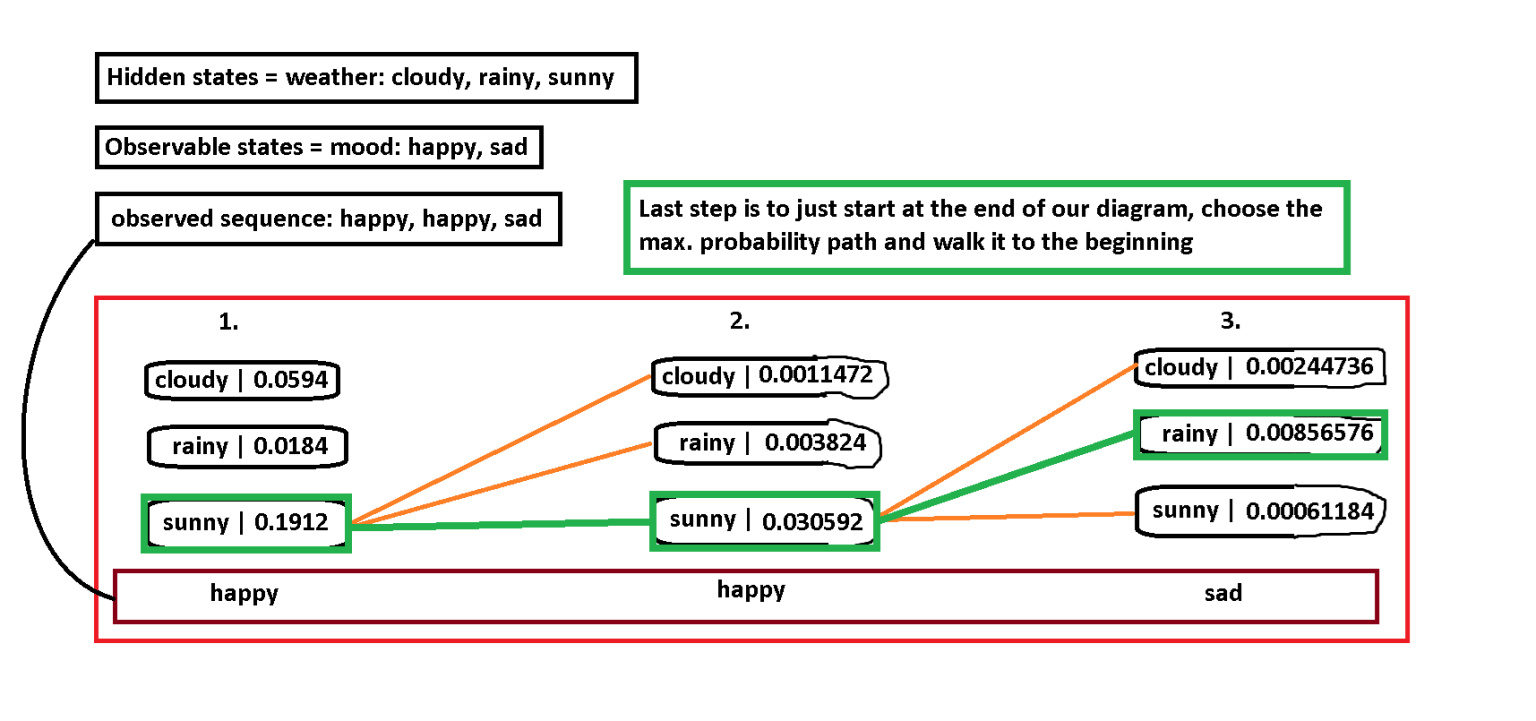 Hidden states = weather: cloudy, rainy, sunny
Observable states = mood: happy, sad
observed sequence: happy, happy, sad
Last step is to just start at the end of our diagram, choose the
max. probability path and walk it to the beginning
1. 2. 3.
cloudy | 0.0594 cloudy | 0.0011472 cloudy | 0.00244736
rainy | 0.0184 rainy | 0.003824 rainy | 0.00856576
sunny | 0.1912 sunny | 0.030592 sunny | 0.00061184
happy happy sad